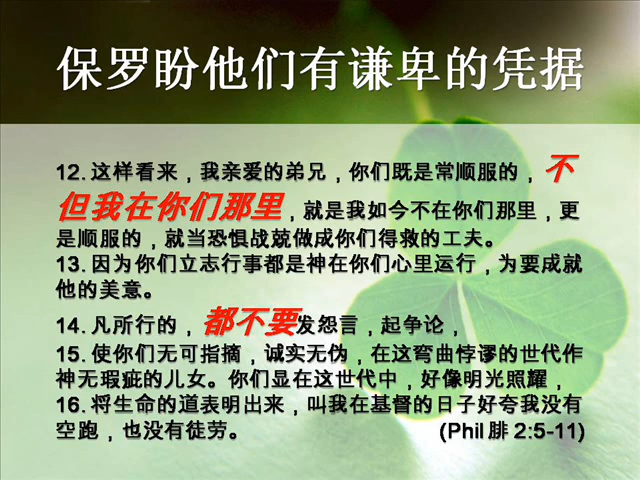 保罗盼他们有谦卑的凭据
12. 这样看来，我亲爱的弟兄，你们既是常顺服的，不
但我在你们那里，就是我如今不在你们那里，更
是顺服的，就当恐惧战兢做成你们得救的工夫。
13. 因为你们立志行事都是神在你们心里运行，为要成就
他的美意。
14. 凡所行的，都不要发怨言，起争论，
15. 使你们无可指摘，诚实无伪，在这弯曲悖谬的世代作
神无瑕疵的儿女。你们显在这世代中，好像明光照耀，
16. 将生命的道表明出来，叫我在基督的日子好夸我没有
空跑，也没有徒劳。 (Phil 腓 2:5-11)